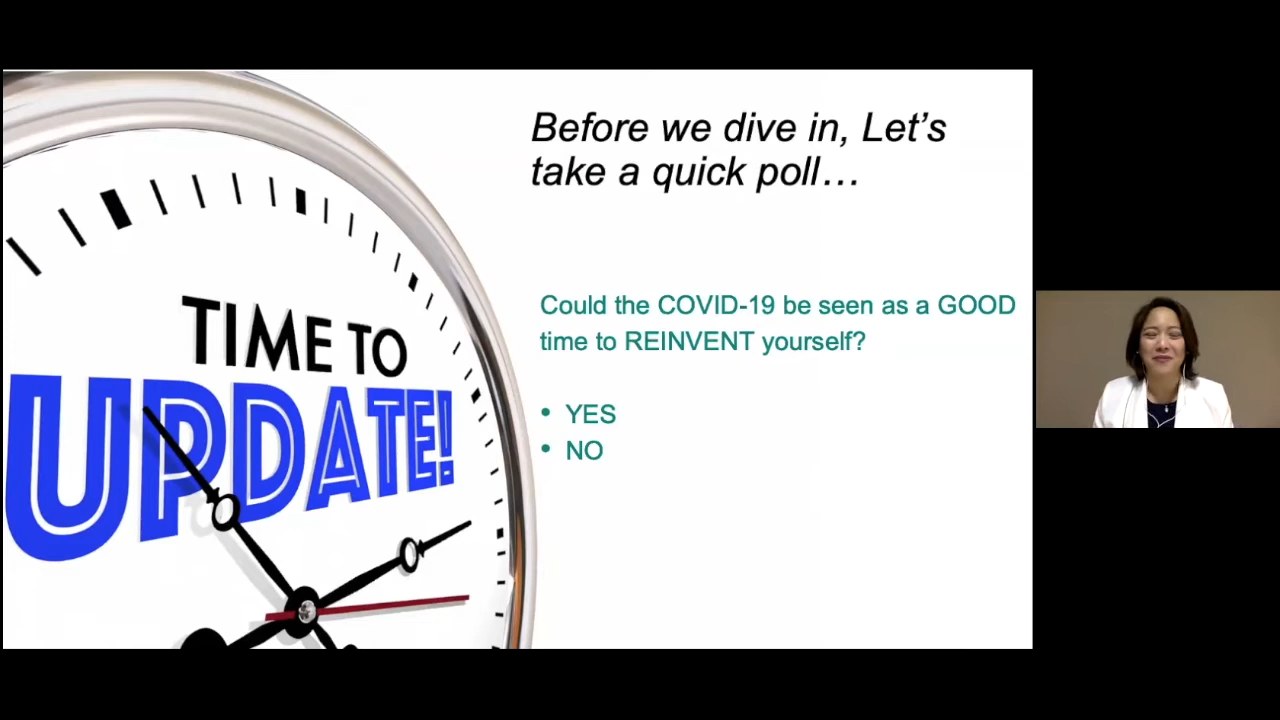 Before we dive in, Let's
take a quick poll…
TIME TO
UPDATE!
Could the COVID-19 be seen as a GOOD
time to REINVENT yourself?
• YES
• NO